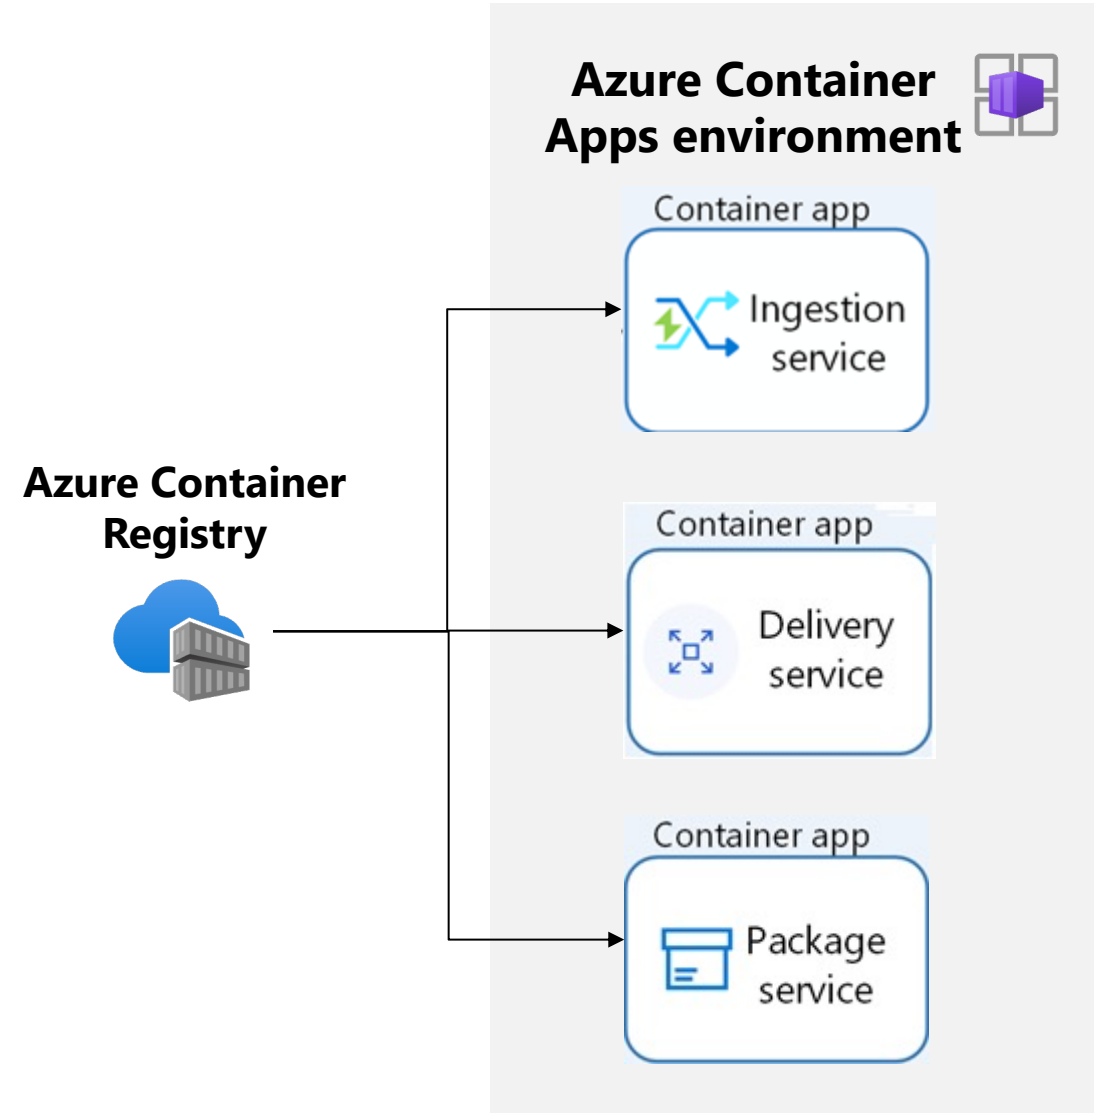 Azure Container
Apps environment
Container app
Ingestion
service
Azure Container
Registry
Container app
Delivery
service
Container app
Package
service